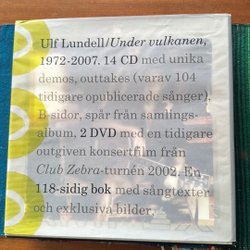 Ulf Lundell/Under vulkanen,
1972-2007. 14 CD med unika
demos, outtakes (varav 104
tidigare opublicerade sånger),
B-sidor, spår från samlings-
album, 2 DVD med en tidigare
outgiven konsertfilm från
Club Zebra-turnén 2002. En
118-sidig bok med sångtexter
och exklusiva bilder.